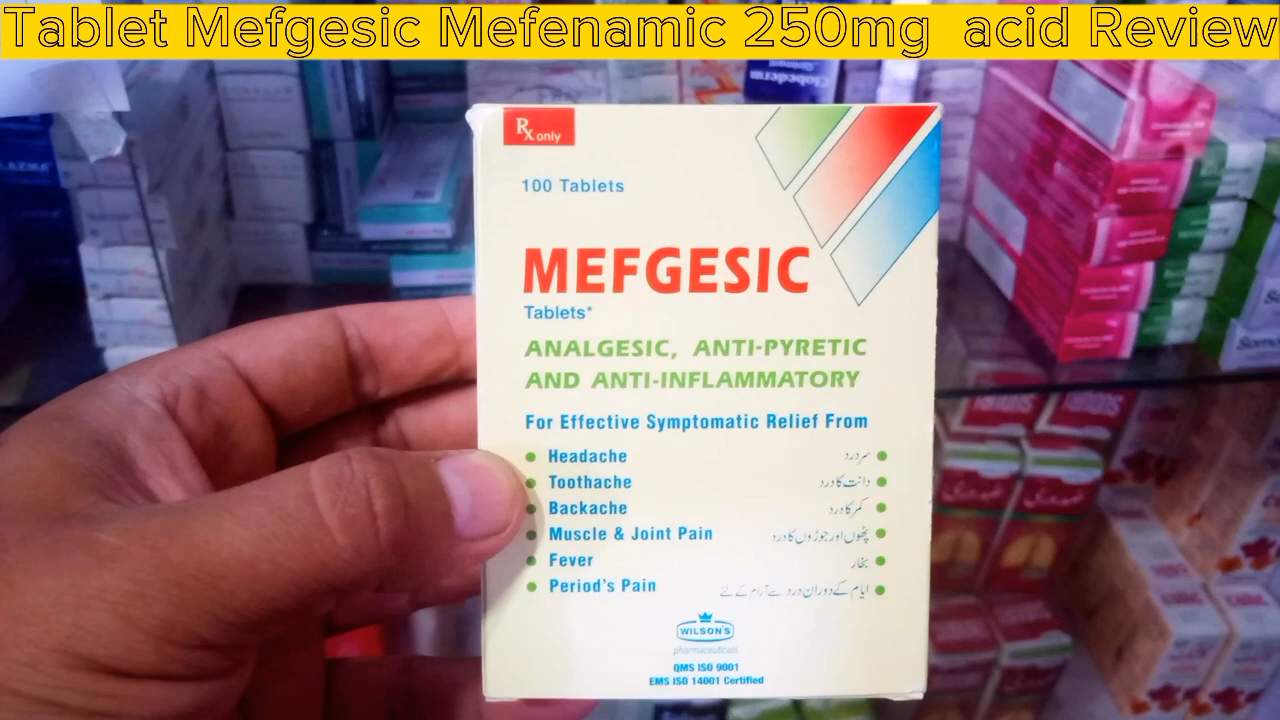 Tablet Mefgesic Mefenamic 250mg acid Review
Rx only
100 Tablets
MEFGESIC
Tablets*
ANALGESIC, ANTI-PYRETIC
AND ANTI-INFLAMMATORY
For Effective Symptomatic Relief From
Headache سر درد
Toothache دانت کا درد
Backache کمر کا درد
Muscle & Joint Pain پٹھوں اور جوڑوں کا درد
Fever بخار
Period's Pain ایام کے دوران درد سے آرام کے لئے
WILSON'S
pharmaceuticals
QMS ISO 9001
EMS ISO 14001 Certified